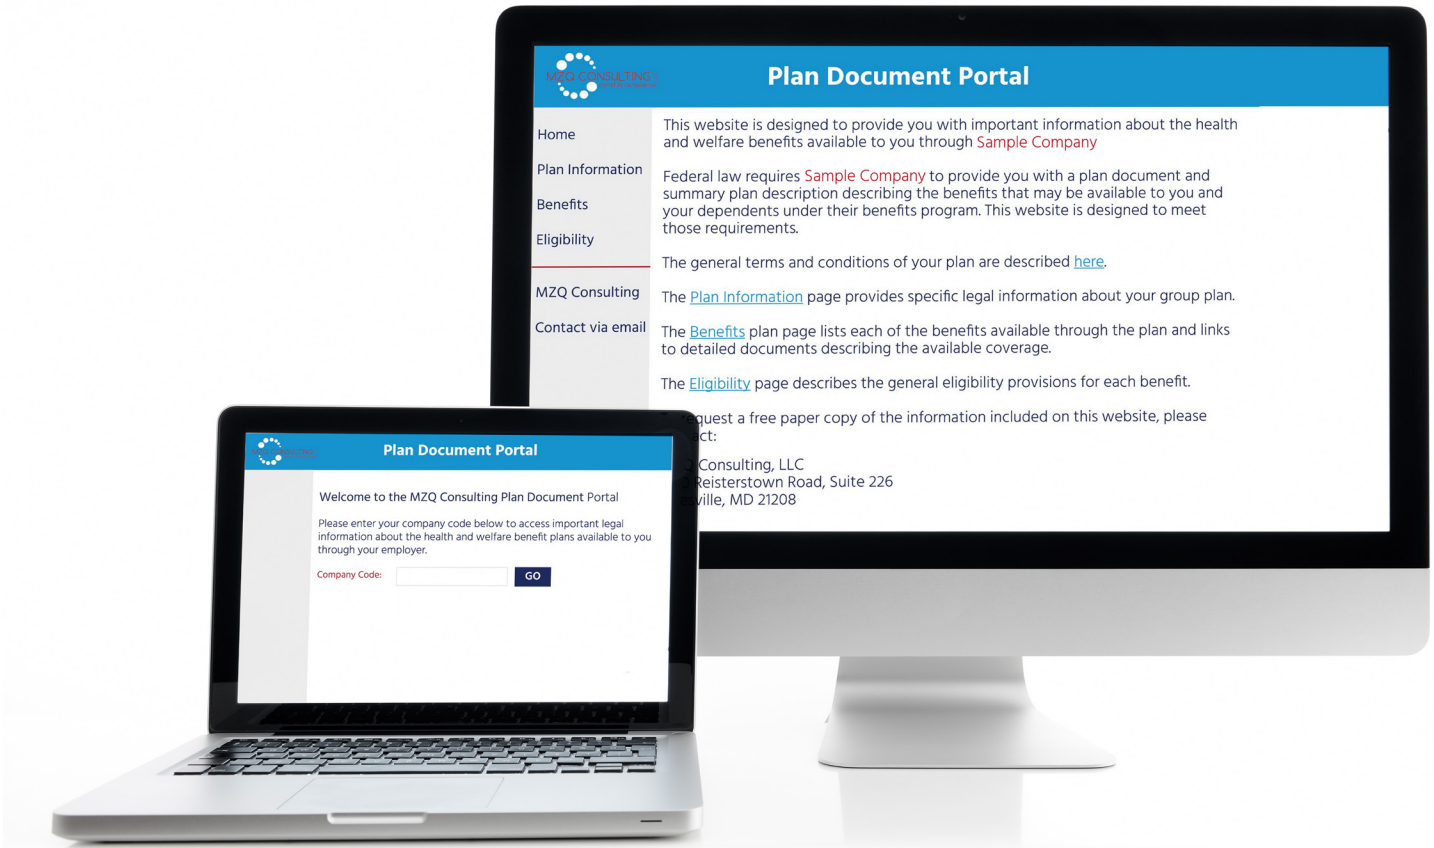 MZQ CONSULTING
Plan Document Portal
Home
Plan Information
Benefits
Eligibility
MZQ Consulting
Contact via email
This website is designed to provide you with important information about the health
and welfare benefits available to you through Sample Company
Federal law requires Sample Company to provide you with a plan document and
summary plan description describing the benefits that may be available to you and
your dependents under their benefits program. This website is designed to meet
those requirements.
The general terms and conditions of your plan are described here.
The Plan Information page provides specific legal information about your group plan.
The Benefits plan page lists each of the benefits available through the plan and links
to detailed documents describing the available coverage.
The Eligibility page describes the general eligibility provisions for each benefit.
request a free paper copy of the information included on this website, please
Consulting, LLC
Reisterstown Road, Suite 226
MD 21208
MZQ CONSULTING
Plan Document Portal
Welcome to the MZQ Consulting Plan Document Portal
Please enter your company code below to access important legal
information about the health and welfare benefit plans available to you
through your employer.
Company Code:
GO